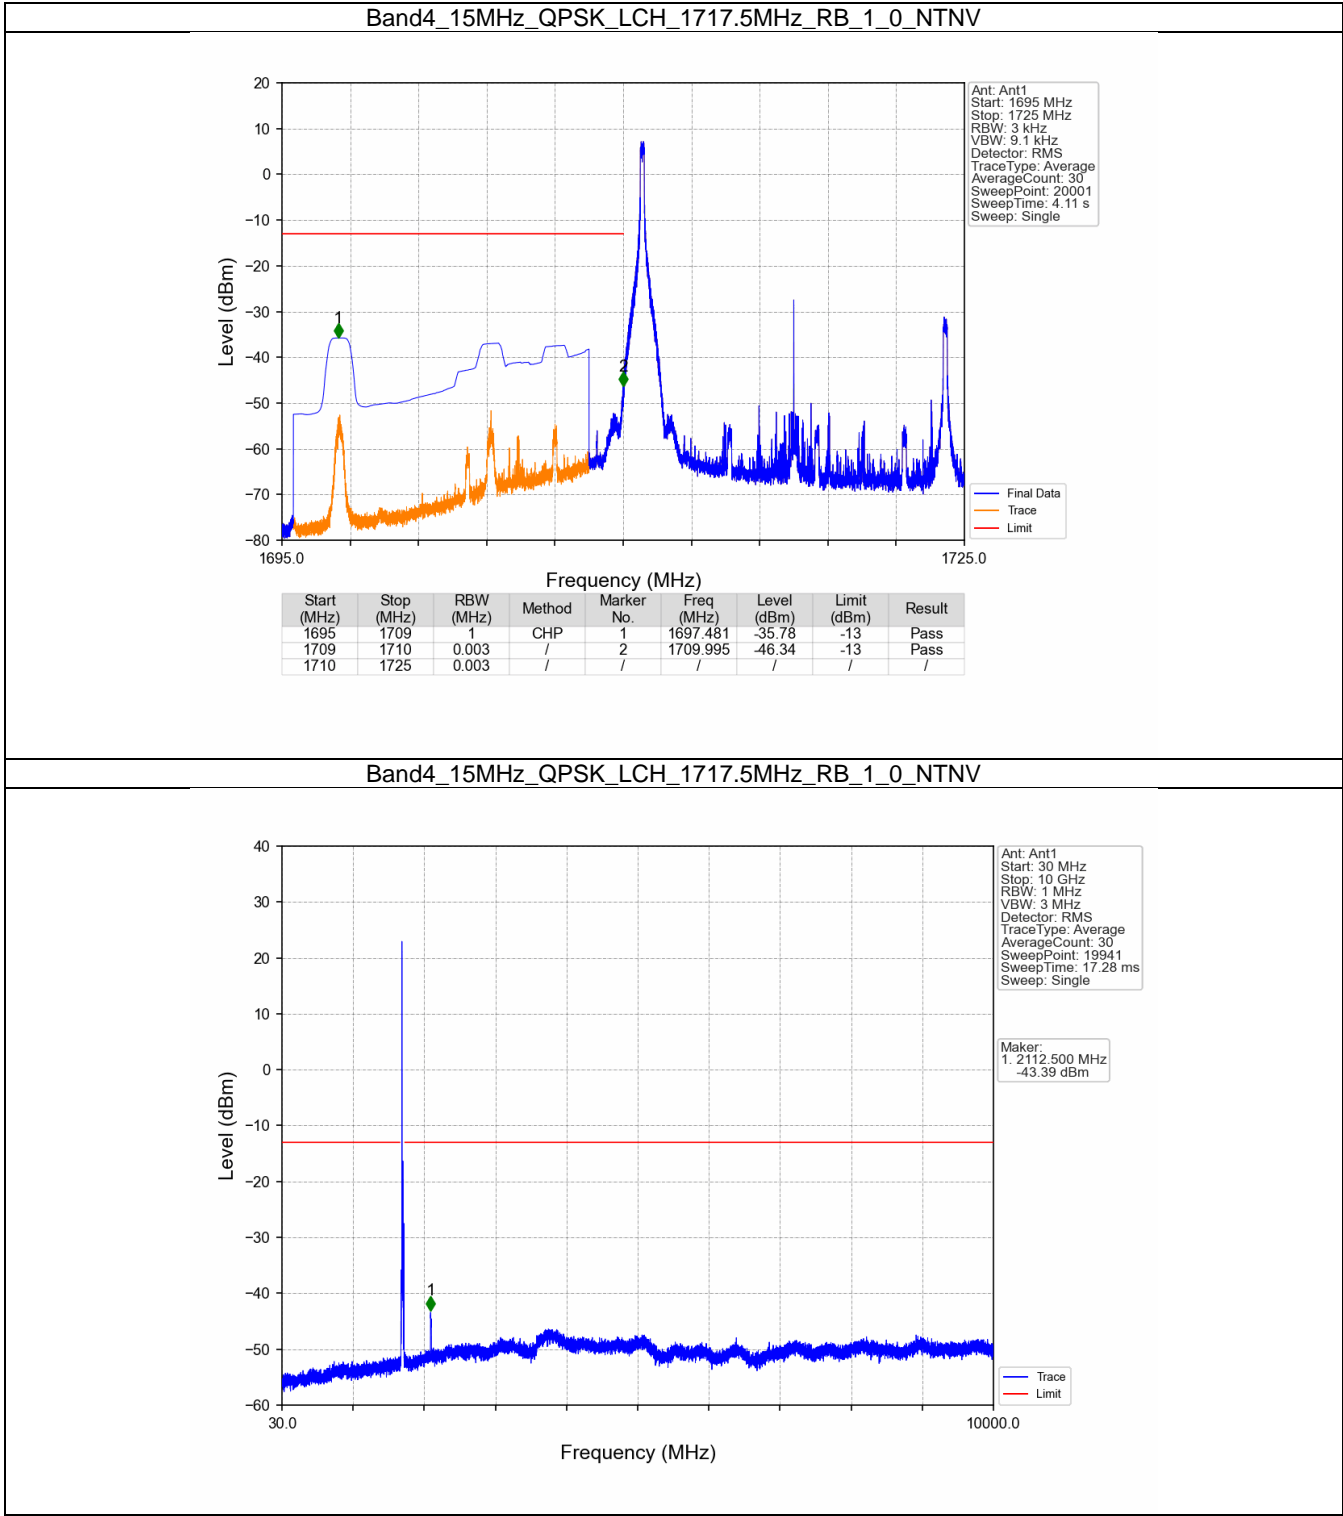 Band4_15MHz_QPSK_LCH_1717.5MHz_RB_1_0_NTNV
20
10
0
−10
−20
−30
−40
−50
−60
−70
−80
Level (dBm)
1
2
1695.0
1725.0
Frequency (MHz)
Ant: Ant1
Start: 1695 MHz
Stop: 1725 MHz
RBW: 3 kHz
VBW: 9.1 kHz
Detector: RMS
TraceType: Average
AverageCount: 30
SweepPoint: 20001
SweepTime: 4.11 s
Sweep: Single
Final Data
Trace
Limit
Start (MHz) Stop (MHz) RBW (MHz) Method Marker No. Freq (MHz) Level (dBm) Limit (dBm) Result
1695 1709 1 CHP 1 1697.481 -35.78 -13 Pass
1709 1710 0.003 / 2 1709.995 -46.34 -13 Pass
1710 1725 0.003 / / / / / /
Band4_15MHz_QPSK_LCH_1717.5MHz_RB_1_0_NTNV
40
30
20
10
0
−10
−20
−30
−40
−50
−60
Level (dBm)
1
30.0
10000.0
Frequency (MHz)
Ant: Ant1
Start: 30 MHz
Stop: 10 GHz
RBW: 1 MHz
VBW: 3 MHz
Detector: RMS
TraceType: Average
AverageCount: 30
SweepPoint: 19941
SweepTime: 17.28 ms
Sweep: Single
Maker:
1. 2112.500 MHz
-43.39 dBm
Trace
Limit